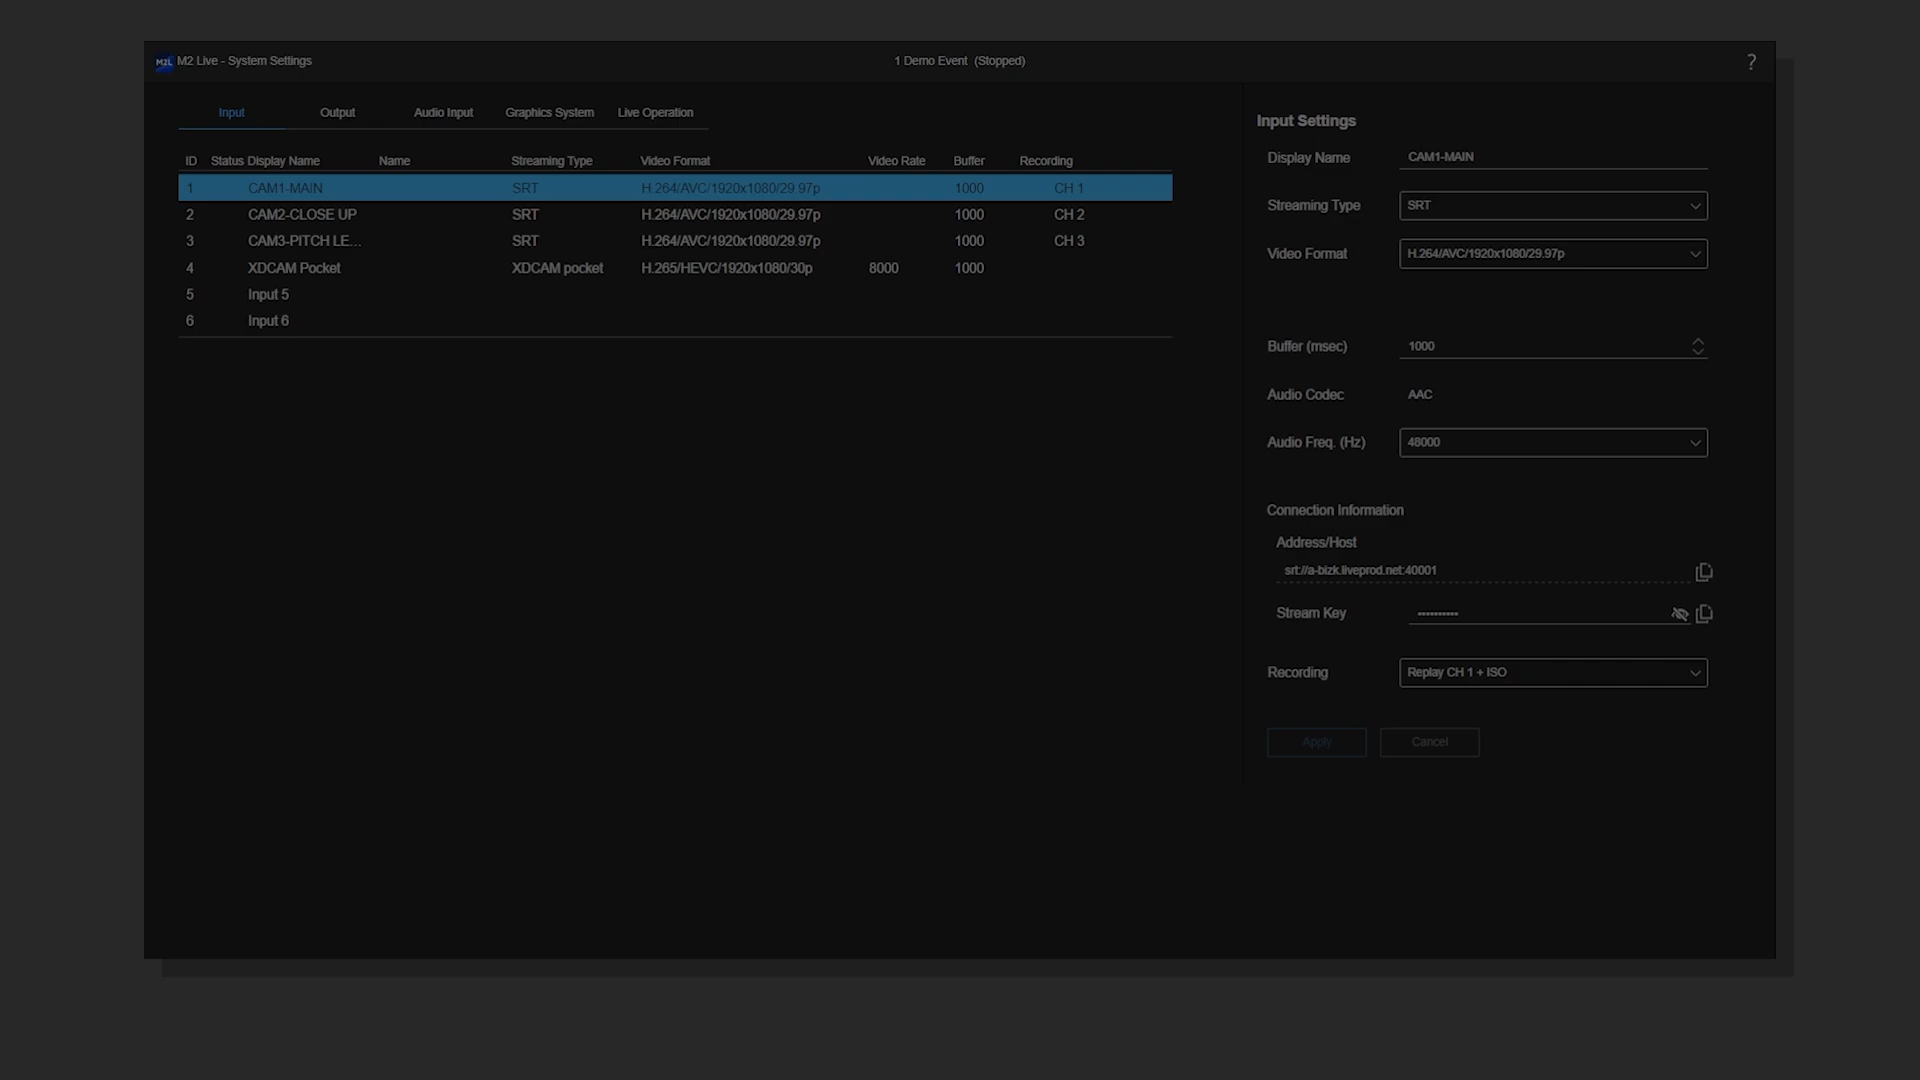 M2L M2 Live - System Settings
1 Demo Event (Stopped)
?
Input Output Audio Input Graphics System Live Operation
ID Status Display Name Name Streaming Type Video Format Video Rate Buffer Recording
1 CAM1-MAIN SRT H.264/AVC/1920x1080/29.97p 1000 CH 1
2 CAM2-CLOSE UP SRT H.264/AVC/1920x1080/29.97p 1000 CH 2
3 CAM3-PITCH LE... SRT H.264/AVC/1920x1080/29.97p 1000 CH 3
4 XDCAM Pocket XDCAM pocket H.265/HEVC/1920x1080/30p 8000 1000
5 Input 5
6 Input 6
Input Settings
Display Name CAM1-MAIN
Streaming Type SRT
Video Format H.264/AVC/1920x1080/29.97p
Buffer (msec) 1000
Audio Codec AAC
Audio Freq. (Hz) 48000
Connection Information
Address/Host
srt://a-bizk.liveprod.net:40001
Stream Key ••••••••••
Recording Replay CH 1 + ISO
Apply Cancel